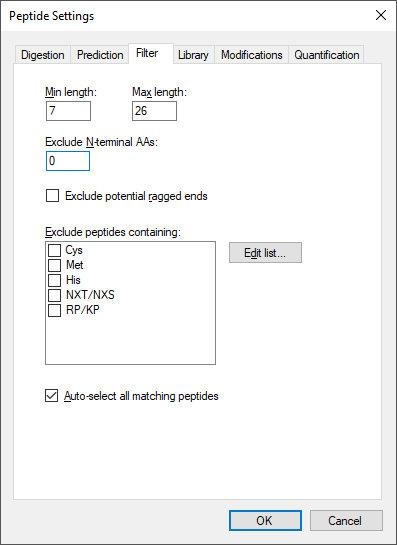 Peptide Settings
Digestion Prediction Filter Library Modifications Quantification
Min length: Max length:
7 26
Exclude N-terminal AAs:
0
Exclude potential ragged ends
Exclude peptides containing:
Cys Edit list...
Met
His
NXT/NXS
RP/KP
Auto-select all matching peptides
OK Cancel